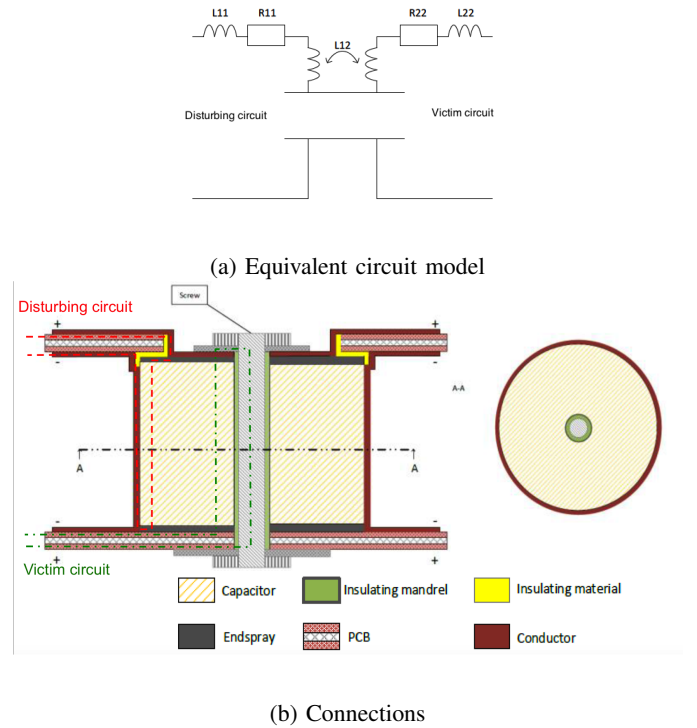 L11 R11 R22 L22
L12
Disturbing circuit Victim circuit
(a) Equivalent circuit model
Screw
Disturbing circuit
+ +
- -
A-A
A A
- -
+ +
Victim circuit
Capacitor Insulating mandrel Insulating material
Endspray PCB Conductor
(b) Connections